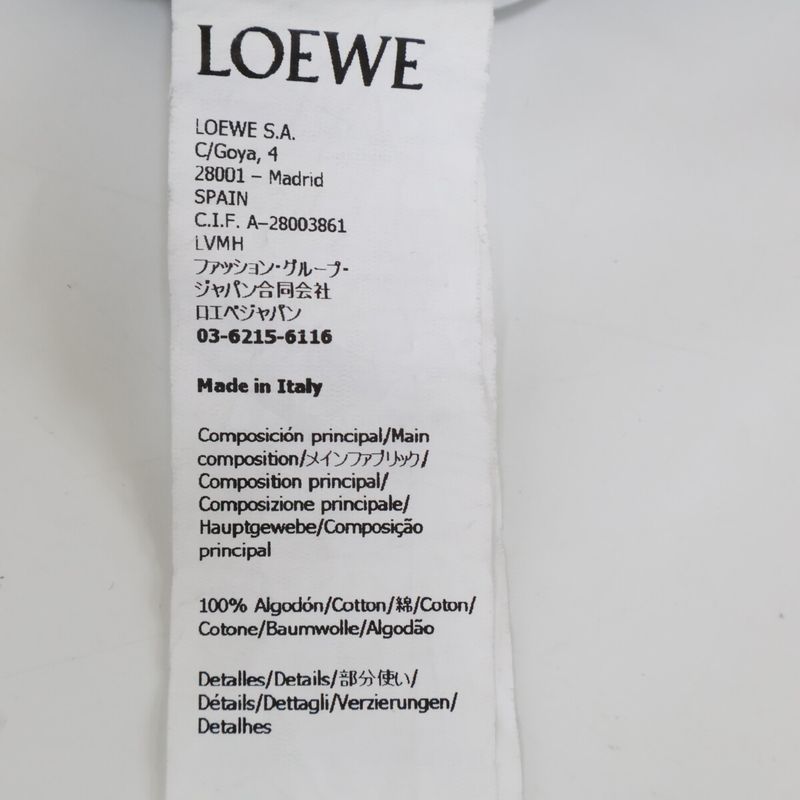 LOEWE
LOEWE S.A.
C/Goya, 4
28001 – Madrid
SPAIN
C.I.F. A–28003861
LVMH
ファッション・グループ・
ジャパン合同会社
ロエベジャパン
03-6215-6116
Made in Italy
Composición principal/Main
composition/メインファブリック/
Composition principal/
Composizione principale/
Hauptgewebe/Composição
principal
100% Algodón/Cotton/綿/Coton/
Cotone/Baumwolle/Algodão
Detalles/Details/部分使い/
Détails/Dettagli/Verzierungen/
Detalhes